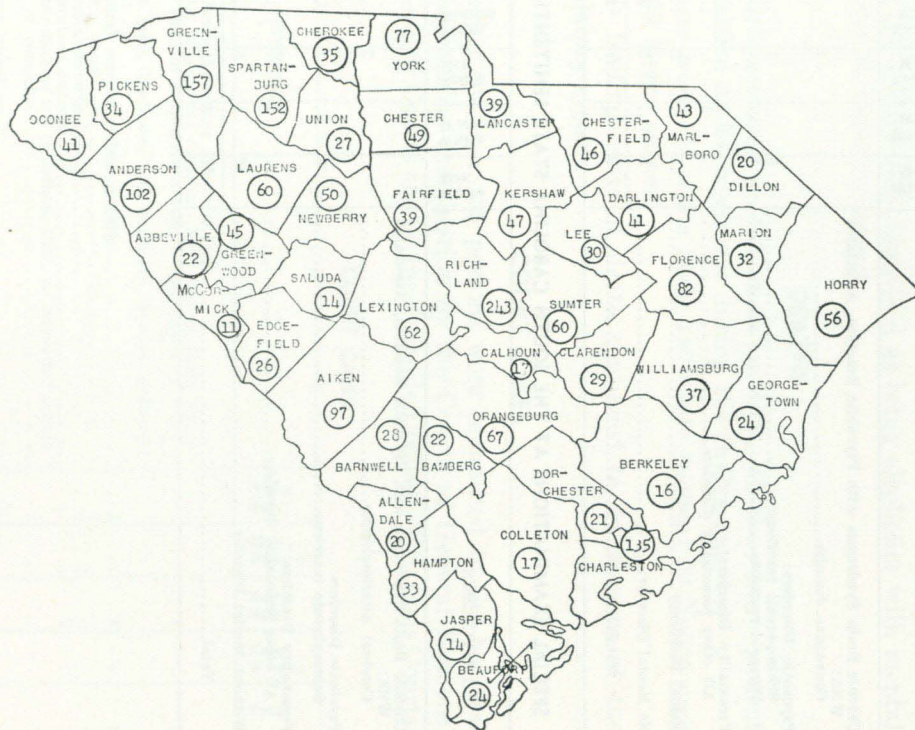 GREEN-
VILLE
157
CHEROKEE
35
77
YORK
PICKENS
34
SPARTAN-
BURG
152
OCONEE
41
UNION
27
CHESTER
49
39
LANCASTER
CHESTER-
FIELD
46
43
MARL-
BORO
20
DILLON
ANDERSON
102
LAURENS
60
50
NEWBERRY
FAIRFIELD
39
KERSHAW
47
DARLINGTON
41
LEE
30
MARION
32
FLORENCE
82
HORRY
56
ABBEVILLE
22
45
GREEN-
WOOD
SALUDA
14
McCOR-
MICK
11
EDGE-
FIELD
26
LEXINGTON
62
RICH-
LAND
243
SUMTER
60
CALHOUN
17
CLARENDON
29
WILLIAMSBURG
37
GEORGE-
TOWN
24
AIKEN
97
ORANGEBURG
67
28
BARNWELL
22
BAMBERG
DOR-
CHESTER
21
BERKELEY
16
ALLEN-
DALE
20
COLLETON
17
135
CHARLESTON
HAMPTON
33
JASPER
14
BEAUFORT
24